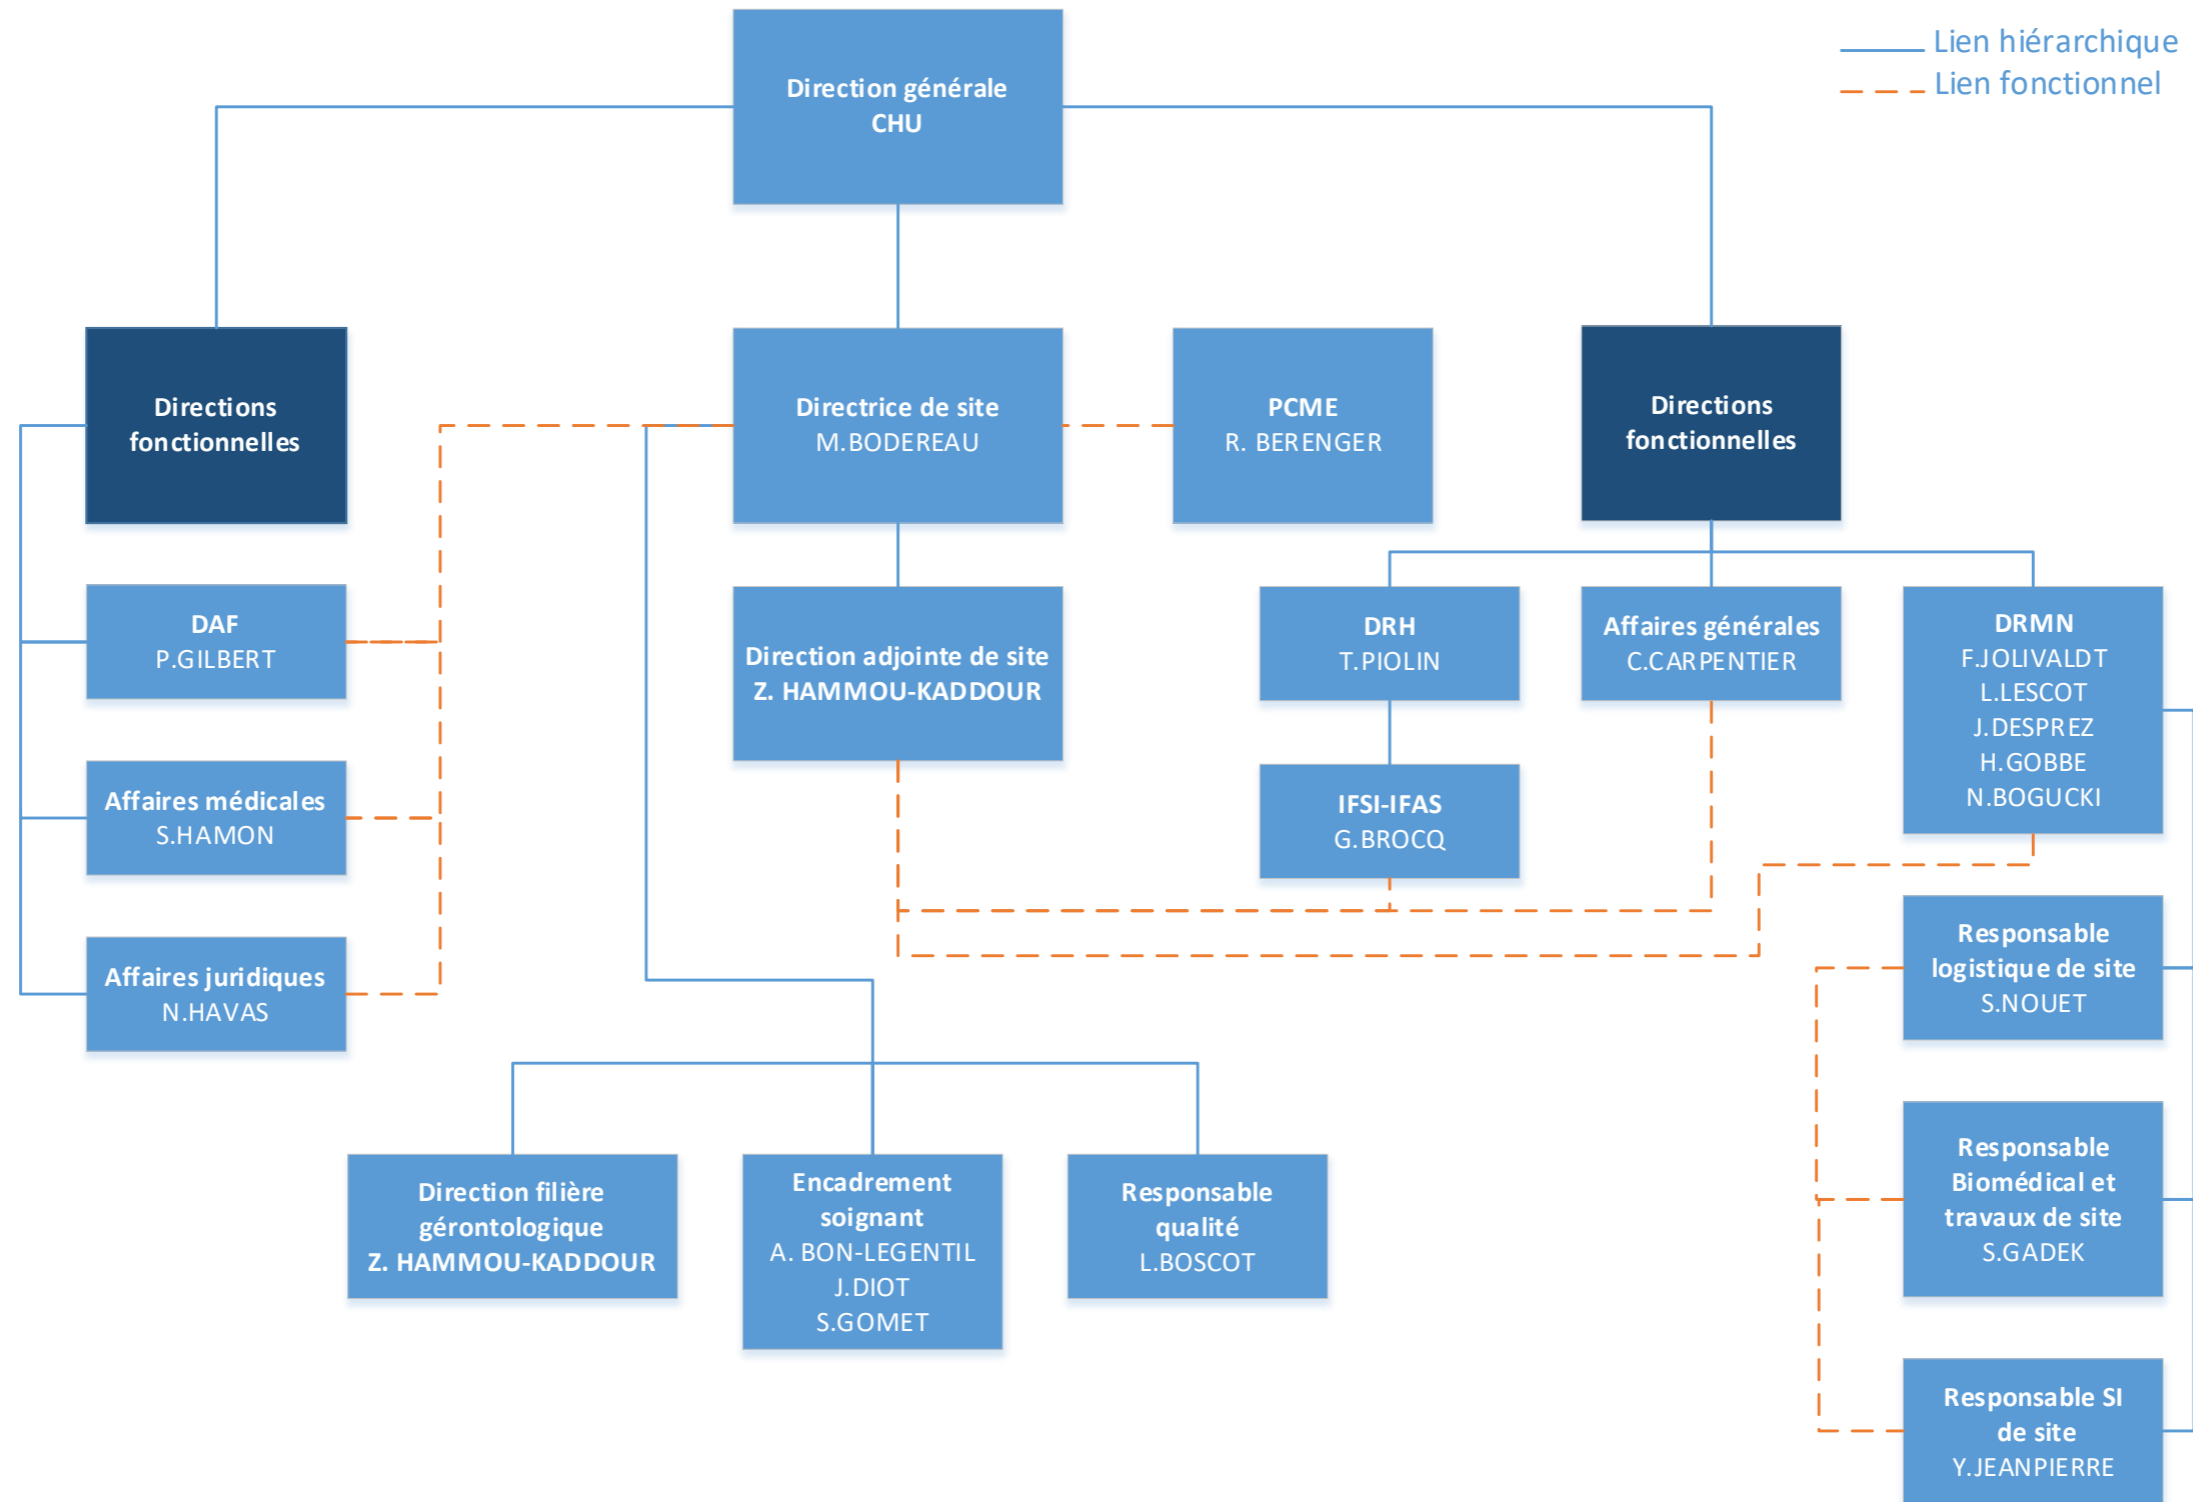 Direction générale
CHU
Lien hiérarchique
Lien fonctionnel
Directions
fonctionnelles
Directrice de site
M.BODEREAU
PCME
R. BERENGER
Directions
fonctionnelles
DAF
P.GILBERT
Affaires médicales
S.HAMON
Affaires juridiques
N.HAVAS
Direction adjointe de site
Z. HAMMOU-KADDOUR
DRH
T.PIOLIN
IFSI-IFAS
G.BROCQ
Affaires générales
C.CARPENTIER
DRMN
F.JOLIVALDT
L.LESCOT
J.DESPREZ
H.GOBBE
N.BOGUCKI
Responsable
logistique de site
S.NOUET
Responsable
Biomédical et
travaux de site
S.GADEK
Responsable SI
de site
Y.JEANPIERRE
Direction filière
gérontologique
Z. HAMMOU-KADDOUR
Encadrement
soignant
A. BON-LEGENTIL
J.DIOT
S.GOMET
Responsable
qualité
L.BOSCOT